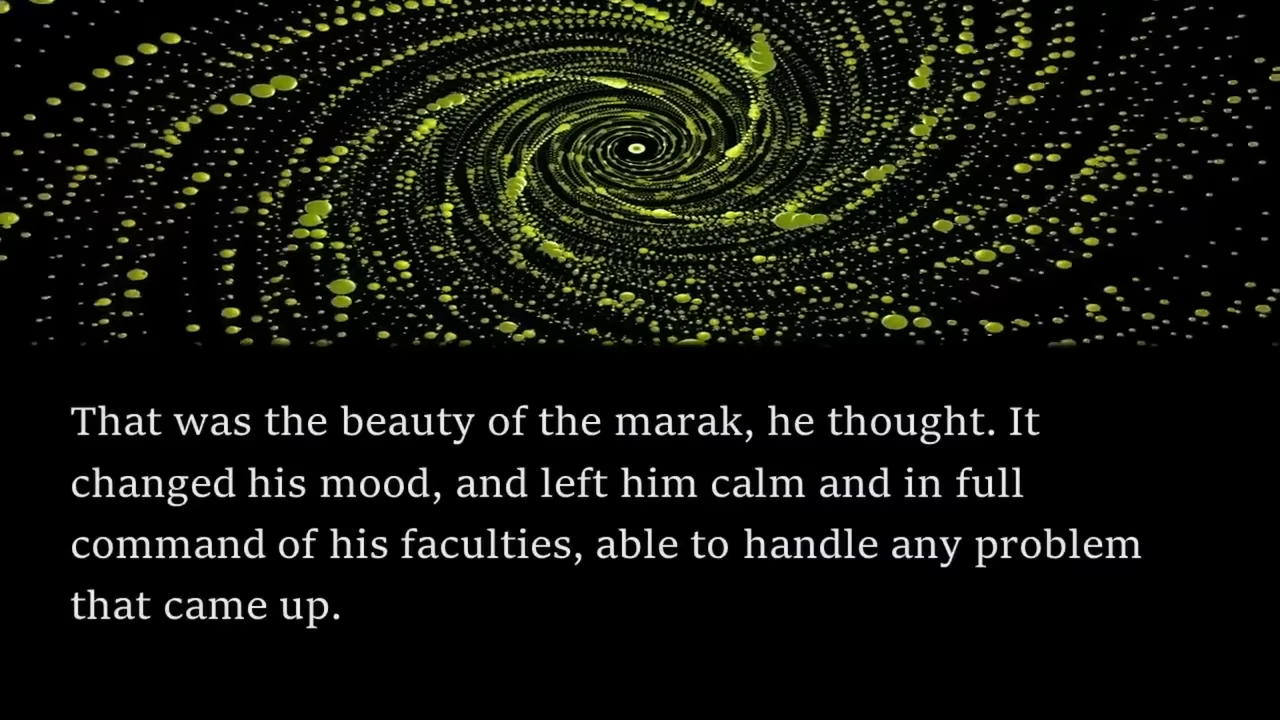 That was the beauty of the marak, he thought. It
changed his mood, and left him calm and in full
command of his faculties, able to handle any problem
that came up.